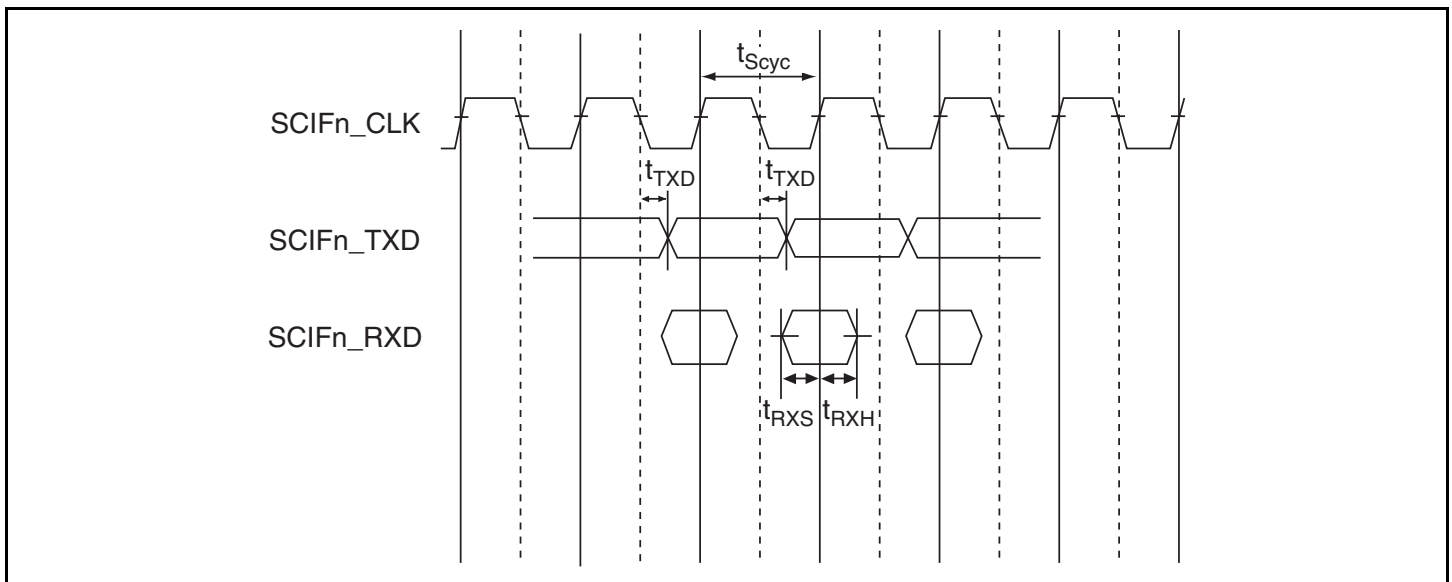 tScyc
SCIFn_CLK
tTXD tTXD
SCIFn_TXD
SCIFn_RXD
tRXS tRXH